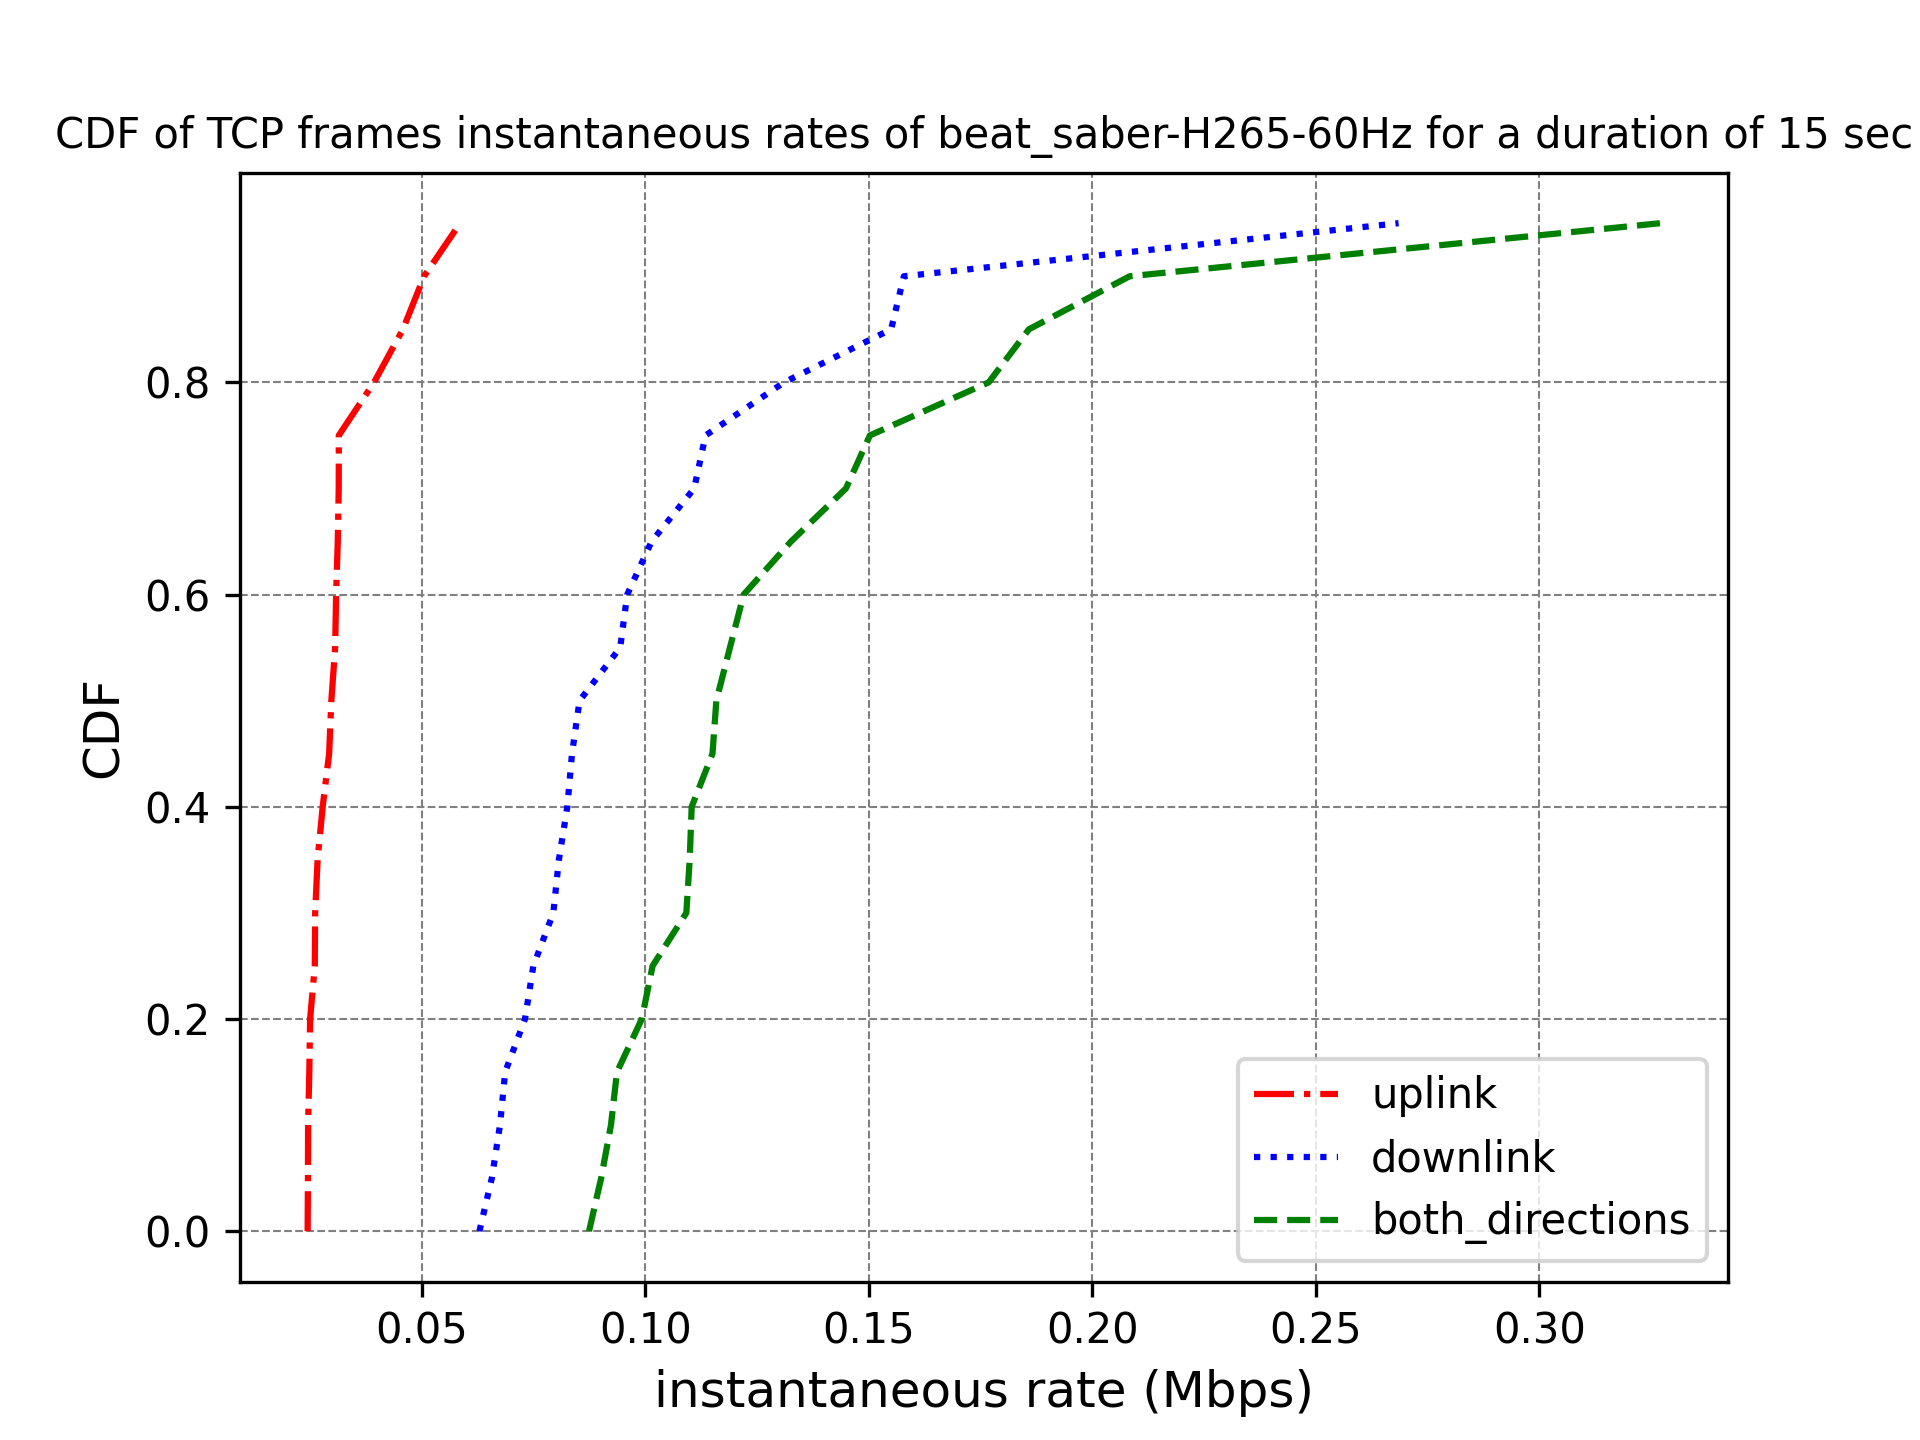 CDF of TCP frames instantaneous rates of beat_saber-H265-60Hz for a duration of 15 sec
CDF
0.8
0.6
0.4
0.2
0.0
uplink
downlink
both_directions
0.05 0.10 0.15 0.20 0.25 0.30
instantaneous rate (Mbps)